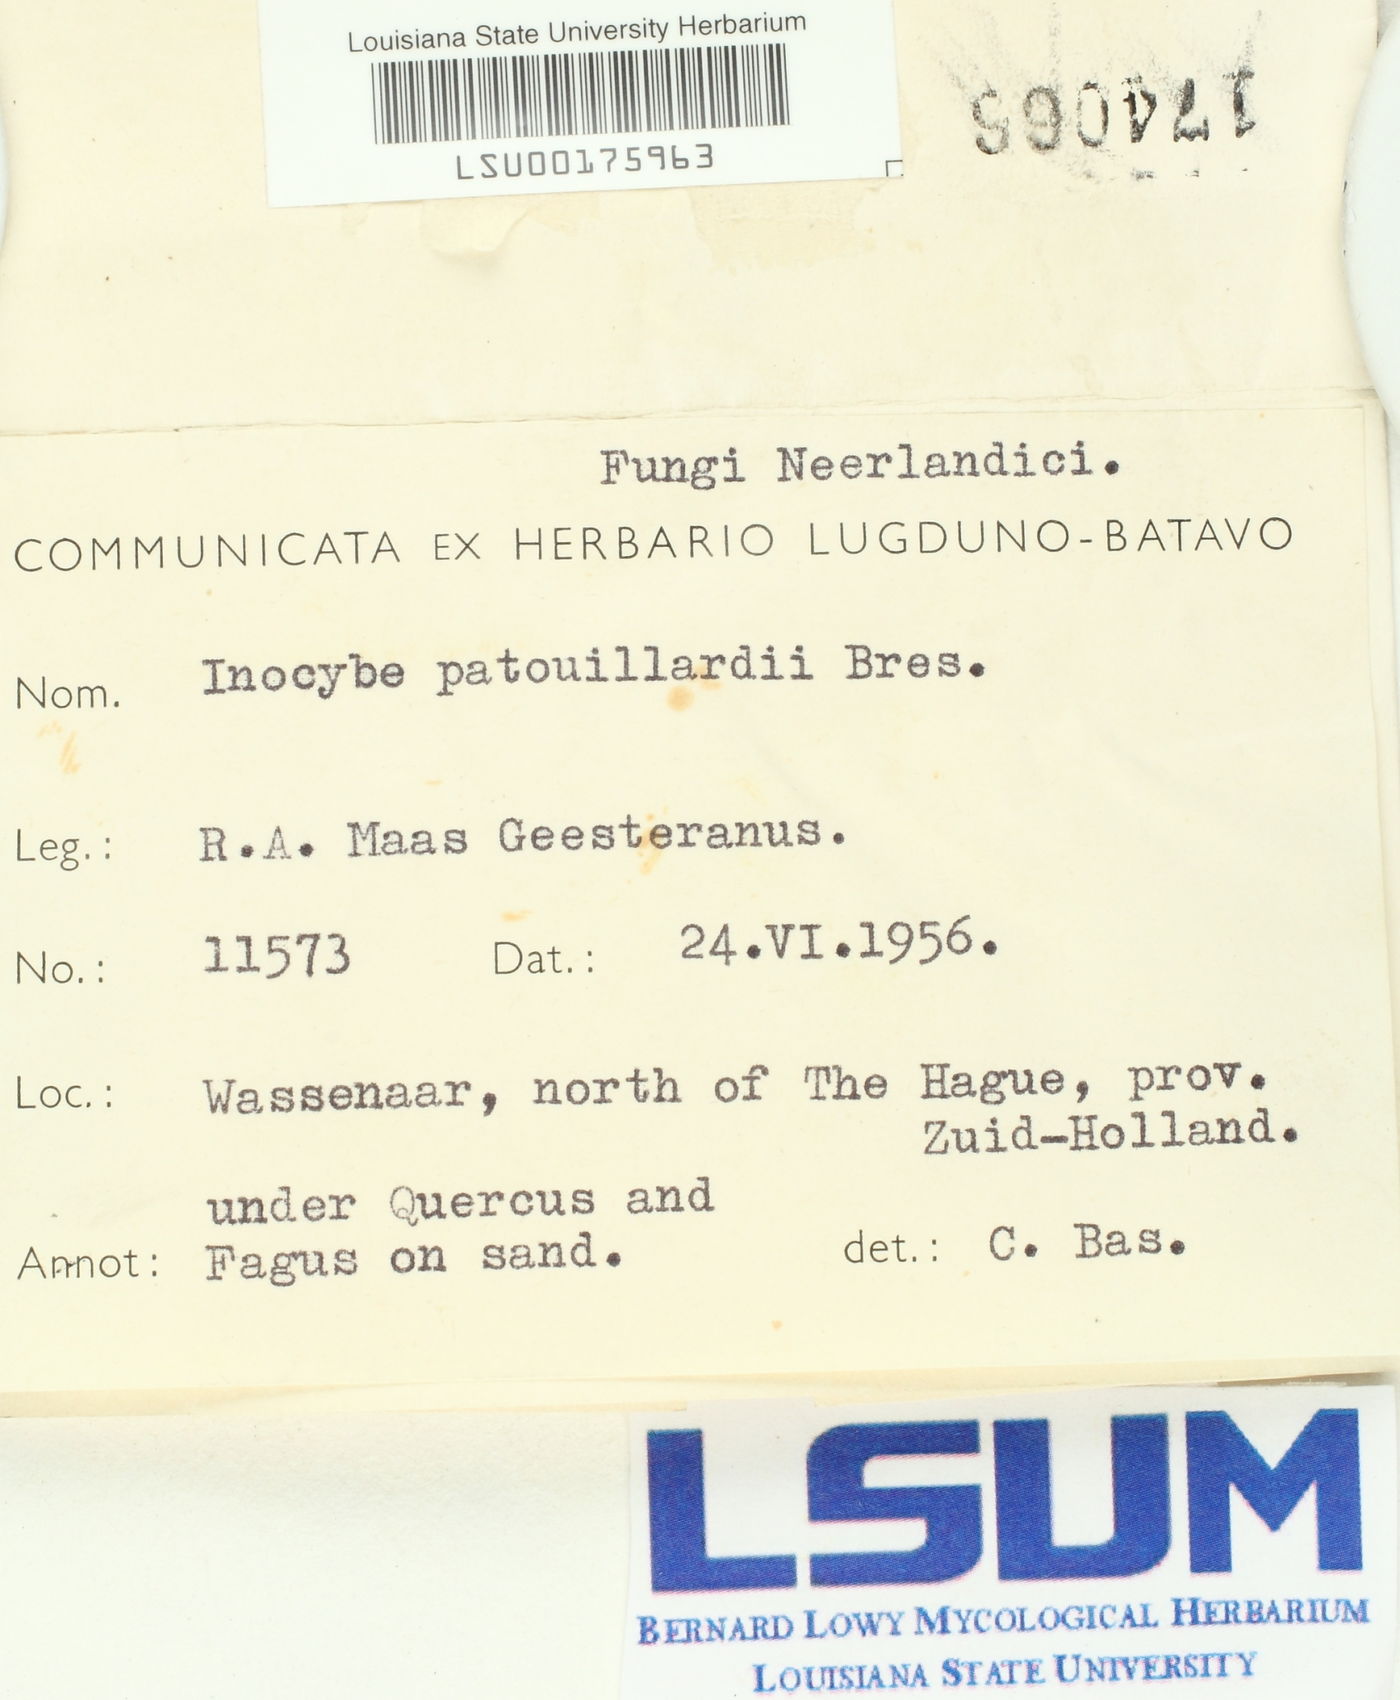 Louisiana State University Herbarium
LSU00175963
174065
Fungi Neerlandici.
COMMUNICATA EX HERBARIO LUGDUNO-BATAVO
Nom. Inocybe patouillardii Bres.
Leg.: R.A. Maas Geesteranus.
No.: 11573 Dat.: 24.VI.1956.
Loc.: Wassenaar, north of The Hague, prov.
Zuid-Holland.
under Quercus and
Annot: Fagus on sand. det.: C. Bas.
LSUM
BERNARD LOWY MYCOLOGICAL HERBARIUM
LOUISIANA STATE UNIVERSITY